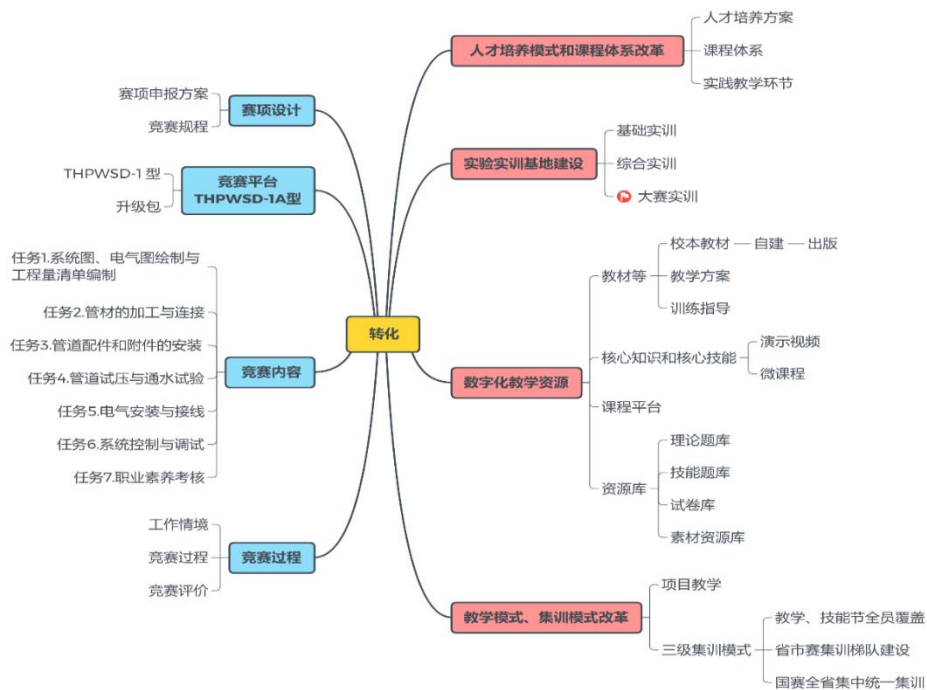 转化
赛项设计
赛项申报方案
竞赛规程
竞赛平台
THPWSD-1A型
THPWSD-1 型
升级包
竞赛内容
任务1.系统图、电气图绘制与
工程量清单编制
任务2.管材的加工与连接
任务3.管道配件和附件的安装
任务4.管道试压与通水试验
任务5.电气安装与接线
任务6.系统控制与调试
任务7.职业素养考核
竞赛过程
工作情境
竞赛过程
竞赛评价
人才培养模式和课程体系改革
人才培养方案
课程体系
实践教学环节
实验实训基地建设
基础实训
综合实训
大赛实训
数字化教学资源
教材等
校本教材
自建
出版
教学方案
训练指导
核心知识和核心技能
演示视频
微课程
课程平台
资源库
理论题库
技能题库
试卷库
素材资源库
教学模式、集训模式改革
项目教学
三级集训模式
教学、技能节全员覆盖
省市赛集训梯队建设
国赛全省集中统一集训